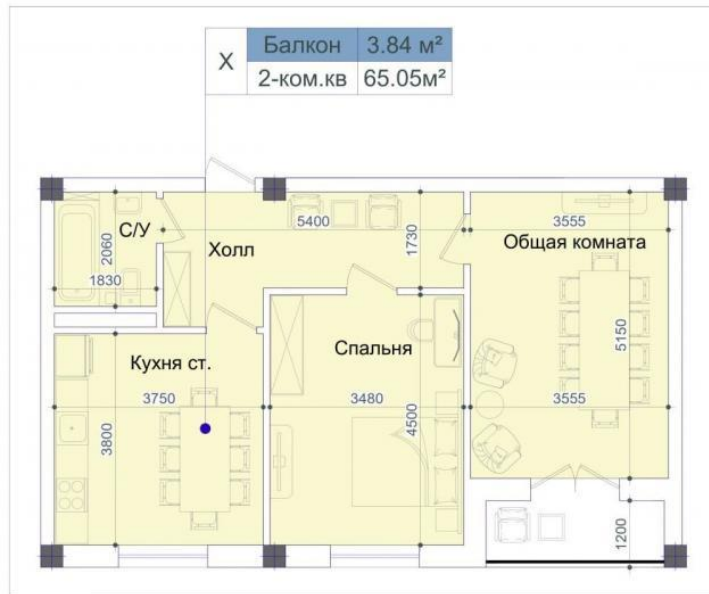 X
Балкон 3.84 м²
2-ком.кв 65.05м²
С/У
2060
1830
5400
1730
Холл
3555
Общая комната
5150
3555
Кухня ст.
3750
3800
Спальня
3480
4500
1200